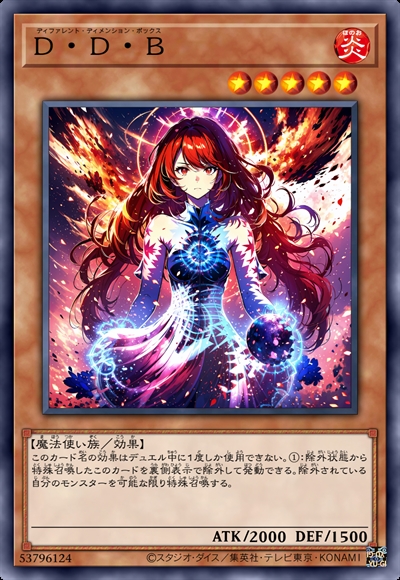 ディファレント・ディメンション・ボックス
D・D・B
ほのお
炎
【魔法使い族/効果】
このカード名の効果はデュエル中に1度しか使用できない。①:除外状態から
特殊召喚したこのカードを裏側表示で除外して発動できる。除外されている
自分のモンスターを可能な限り特殊召喚する。
ATK/2000 DEF/1500
53796124
©スタジオ・ダイス/集英社・テレビ東京・KONAMI